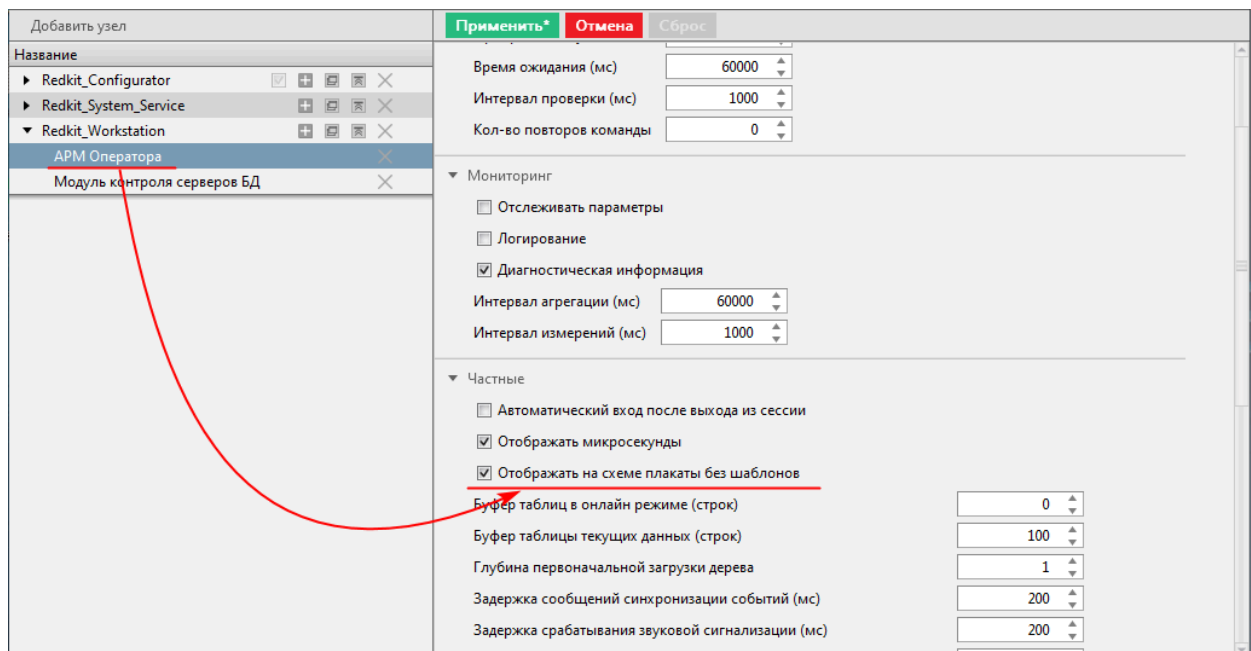 Добавить узел
Применить* Отмена Сброс
Название
Redkit_Configurator
Redkit_System_Service
Redkit_Workstation
АРМ Оператора
Модуль контроля серверов БД
Время ожидания (мс) 60000
Интервал проверки (мс) 1000
Кол-во повторов команды 0
Мониторинг
Отслеживать параметры
Логирование
Диагностическая информация
Интервал агрегации (мс) 60000
Интервал измерений (мс) 1000
Частные
Автоматический вход после выхода из сессии
Отображать микросекунды
Отображать на схеме плакаты без шаблонов
Буфер таблиц в онлайн режиме (строк) 0
Буфер таблицы текущих данных (строк) 100
Глубина первоначальной загрузки дерева 1
Задержка сообщений синхронизации событий (мс) 200
Задержка срабатывания звуковой сигнализации (мс) 200